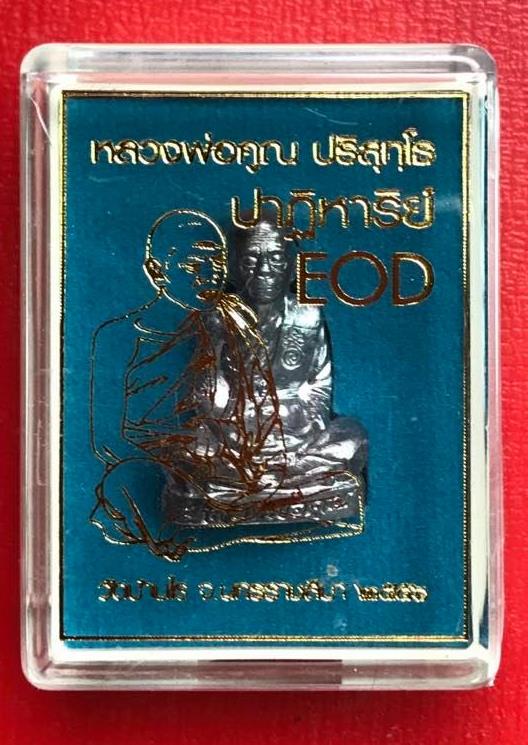 หลวงพ่อคูณ ปริสุทฺโธ
ปาฏิหาริย์
EOD
วัดบ้านไร่ จ.นครราชสีมา ๒๕๕๖